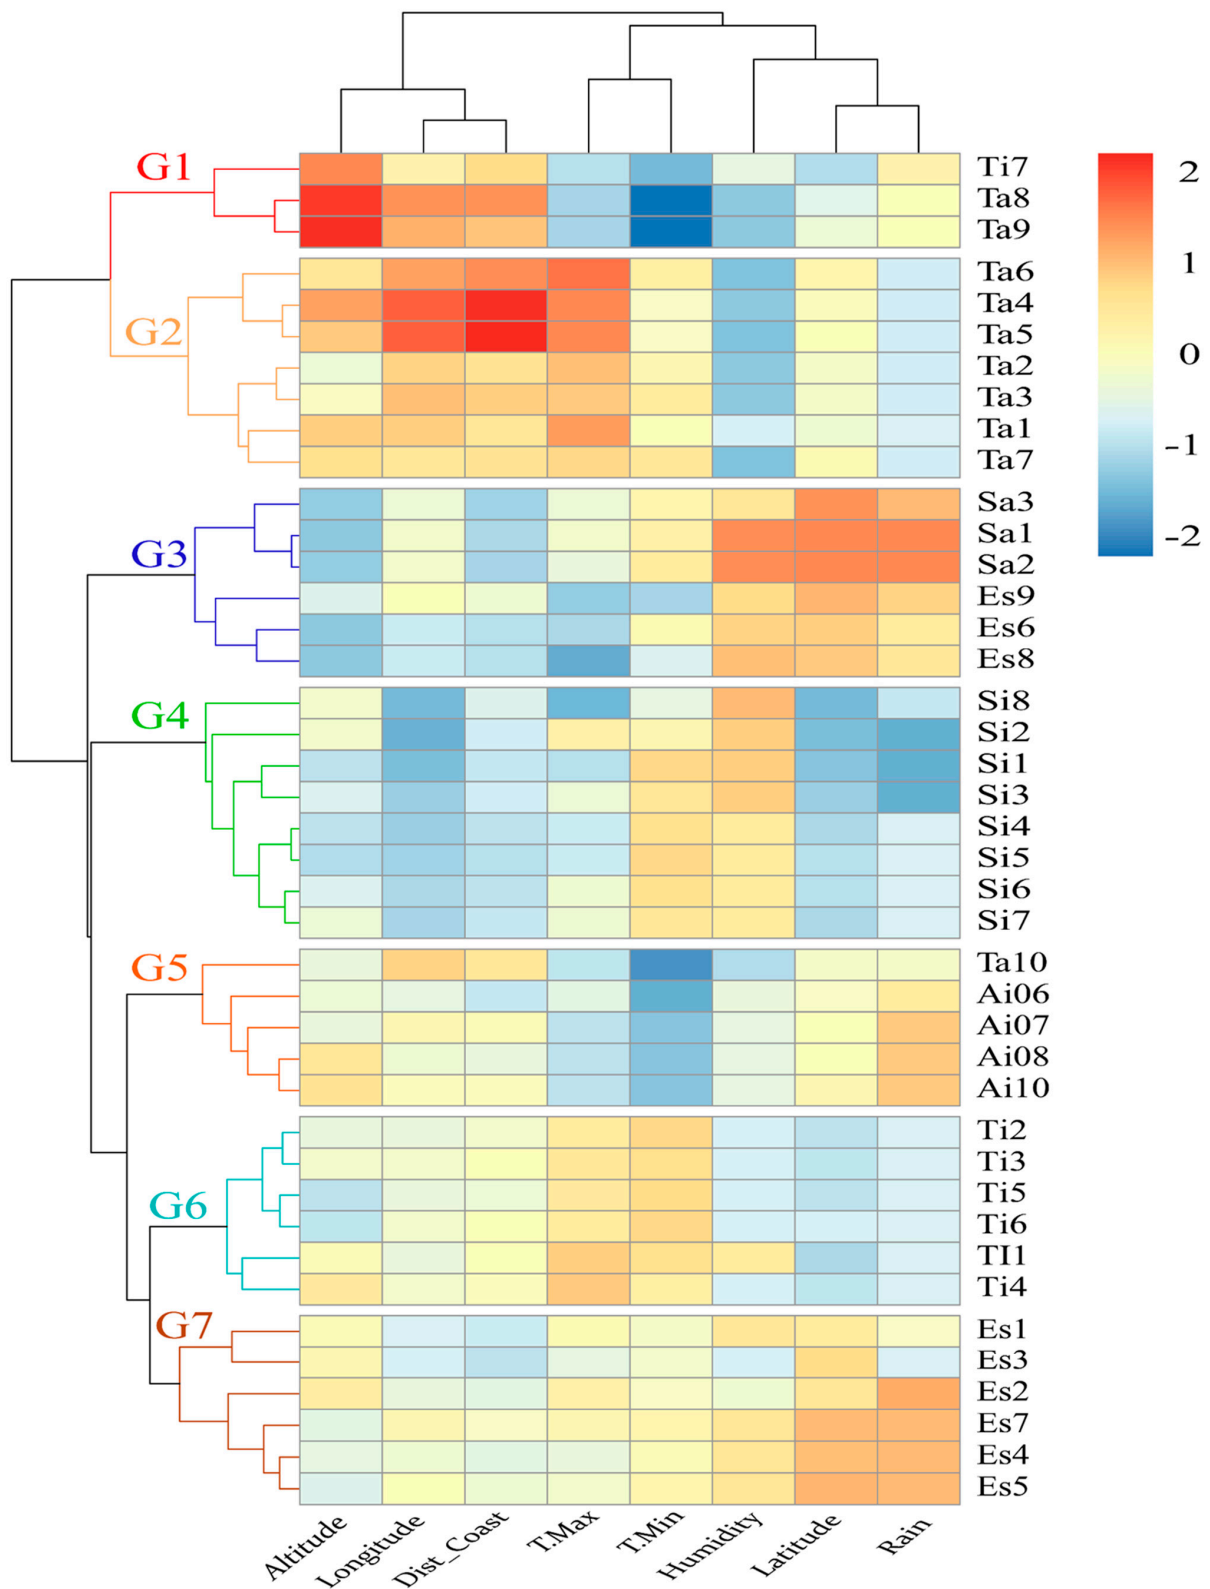 G1
Ti7
Ta8
Ta9
G2
Ta6
Ta4
Ta5
Ta2
Ta3
Ta1
Ta7
G3
Sa3
Sa1
Sa2
Es9
Es6
Es8
G4
Si8
Si2
Si1
Si3
Si4
Si5
Si6
Si7
G5
Ta10
Ai06
Ai07
Ai08
Ai10
G6
Ti2
Ti3
Ti5
Ti6
TI1
Ti4
G7
Es1
Es3
Es2
Es7
Es4
Es5
2
1
0
-1
-2
Altitude
Longitude
Dist_Coast
T.Max
T.Min
Humidity
Latitude
Rain